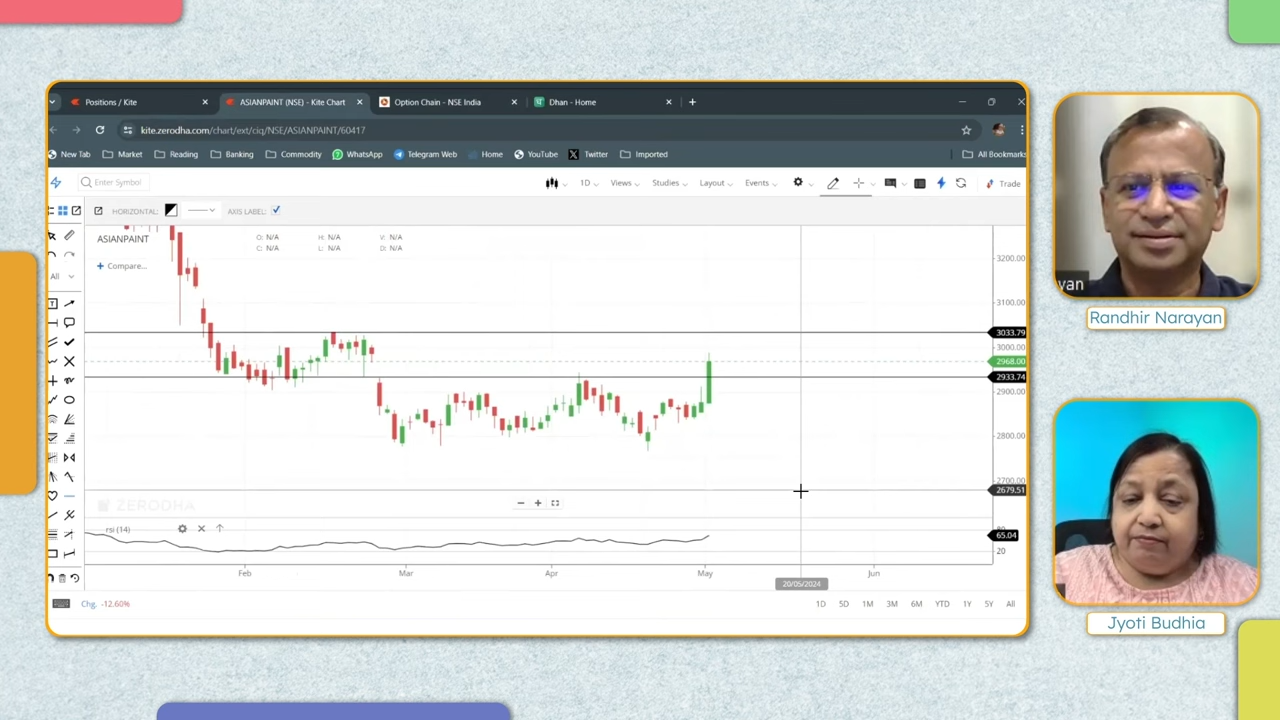 Positions / Kite
ASIANPAINT (NSE) - Kite Chart
Option Chain - NSE India
Dhan - Home
kite.zerodha.com/chart/ext/ciq/NSE/ASIANPAINT/60417
New Tab Market Reading Banking Commodity WhatsApp Telegram Web Home YouTube Twitter Imported All Bookmarks
Enter Symbol 1D Views Studies Layout Events Trade
HORIZONTAL: AXIS LABEL:
ASIANPAINT
O: N/A H: N/A V: N/A
C: N/A L: N/A D: N/A
+ Compare...
All
3200.00
3100.00
3033.79
3000.00
2968.00
2933.74
2900.00
2800.00
2700.00
2679.51
ZERODHA
rsi (14)
80
65.04
20
Feb Mar Apr May Jun
20/05/2024
Chg. -12.60%
1D 5D 1M 3M 6M YTD 1Y 5Y All
yan
Randhir Narayan
Jyoti Budhia